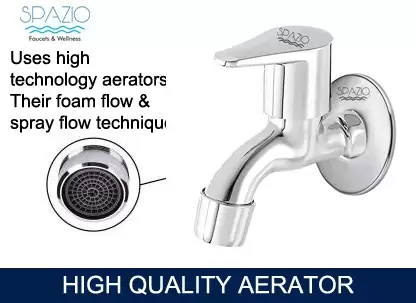 SPAZIO
Faucets & Wellness
Uses high
technology aerators
Their foam flow &
spray flow techniqu
SPAZIO
HIGH QUALITY AERATOR